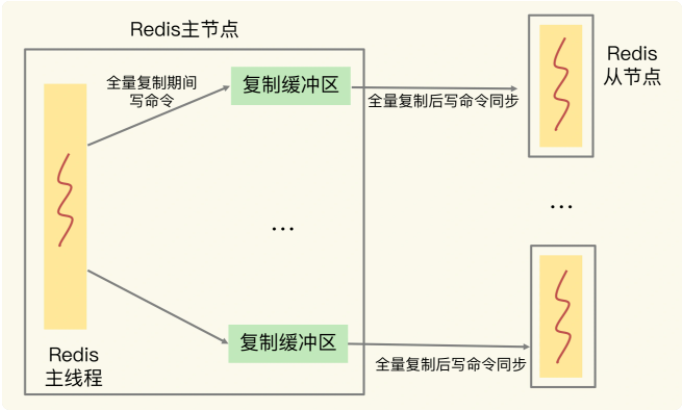 Redis主节点
全量复制期间
写命令
复制缓冲区
全量复制后写命令同步
Redis
从节点
...
...
复制缓冲区
全量复制后写命令同步
Redis
主线程